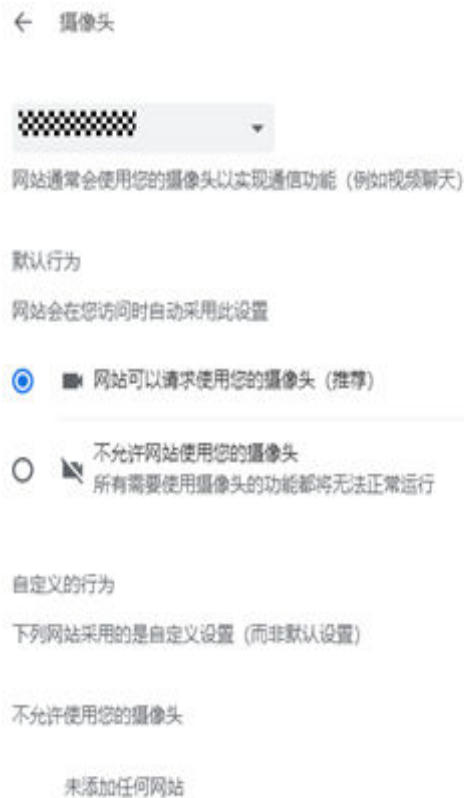 摄像头
网站通常会使用您的摄像头以实现通信功能（例如视频聊天）
默认行为
网站会在您访问时自动采用此设置
网站可以请求使用您的摄像头（推荐）
不允许网站使用您的摄像头
所有需要使用摄像头的功能都将无法正常运行
自定义的行为
下列网站采用的是自定义设置（而非默认设置）
不允许使用您的摄像头
未添加任何网站